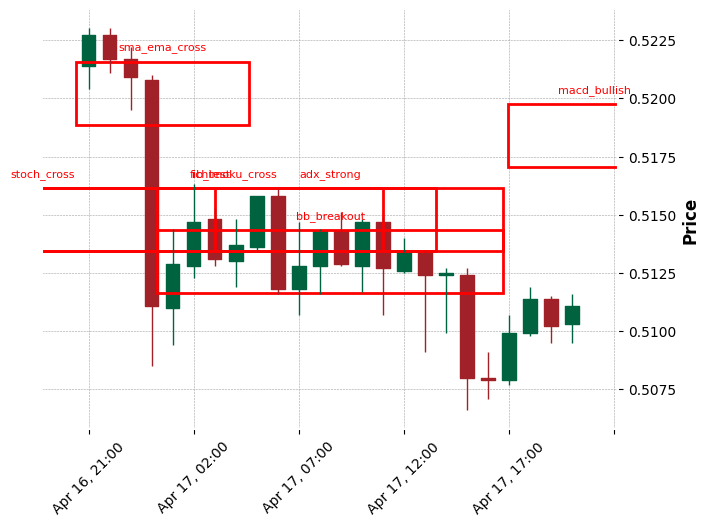 sma_ema_cross
macd_bullish
stoch_cross
ichimoku_cross
adx_strong
bb_breakout
0.5225
0.5200
0.5175
0.5150
0.5125
0.5100
0.5075
Price
Apr 16, 21:00
Apr 17, 02:00
Apr 17, 07:00
Apr 17, 12:00
Apr 17, 17:00